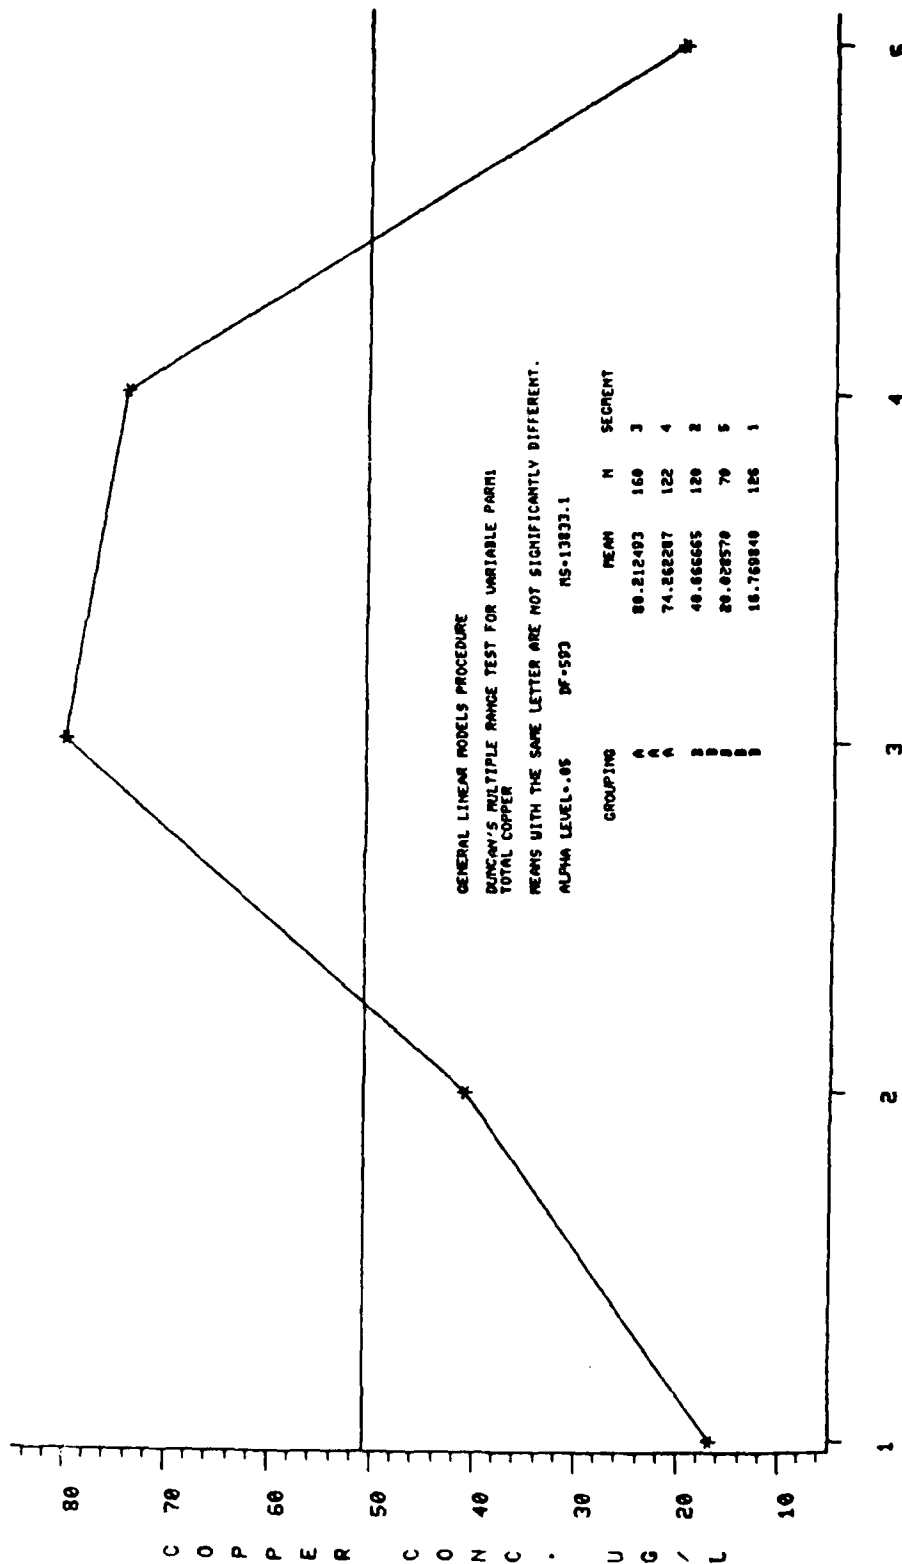 COPPER CONC. UG/L
80
70
60
50
40
30
20
10
GENERAL LINEAR MODELS PROCEDURE
DUNCAN'S MULTIPLE RANGE TEST FOR VARIABLE PARM1
TOTAL COPPER
MEANS WITH THE SAME LETTER ARE NOT SIGNIFICANTLY DIFFERENT.
ALPHA LEVEL=.05 DF=593 MS=13833.1
GROUPING MEAN N SEGMENT
A 80.212493 160 3
A
A 74.262287 122 4
B 40.666665 120 2
B
B 20.028570 70 5
B
B 16.769840 126 1
1 2 3 4 5